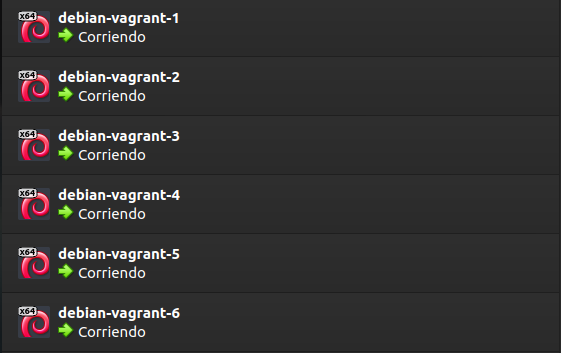 x64
debian-vagrant-1
Corriendo
x64
debian-vagrant-2
Corriendo
x64
debian-vagrant-3
Corriendo
x64
debian-vagrant-4
Corriendo
x64
debian-vagrant-5
Corriendo
x64
debian-vagrant-6
Corriendo